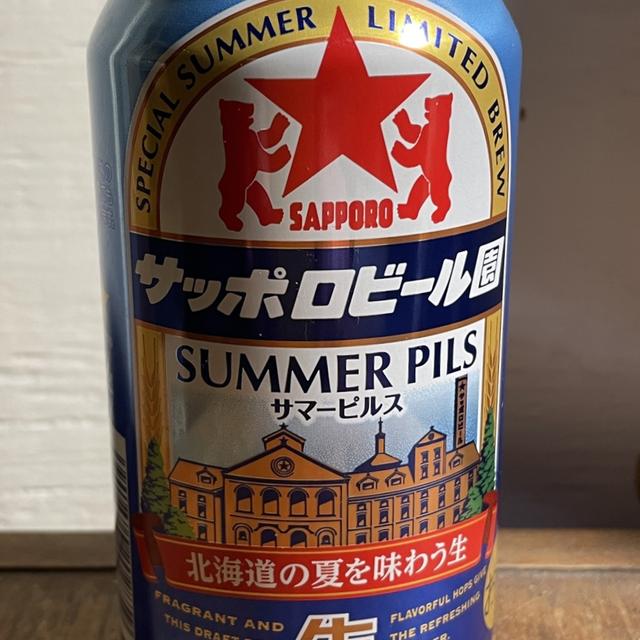 SPECIAL SUMMER LIMITED BREW
SAPPORO
サッポロビール園
SUMMER PILS
サマーピルス
北海道の夏を味わう生
FRAGRANT AND
FLAVORFUL HOPS GIVE
THIS DRAFT
THE REFRESHING
生